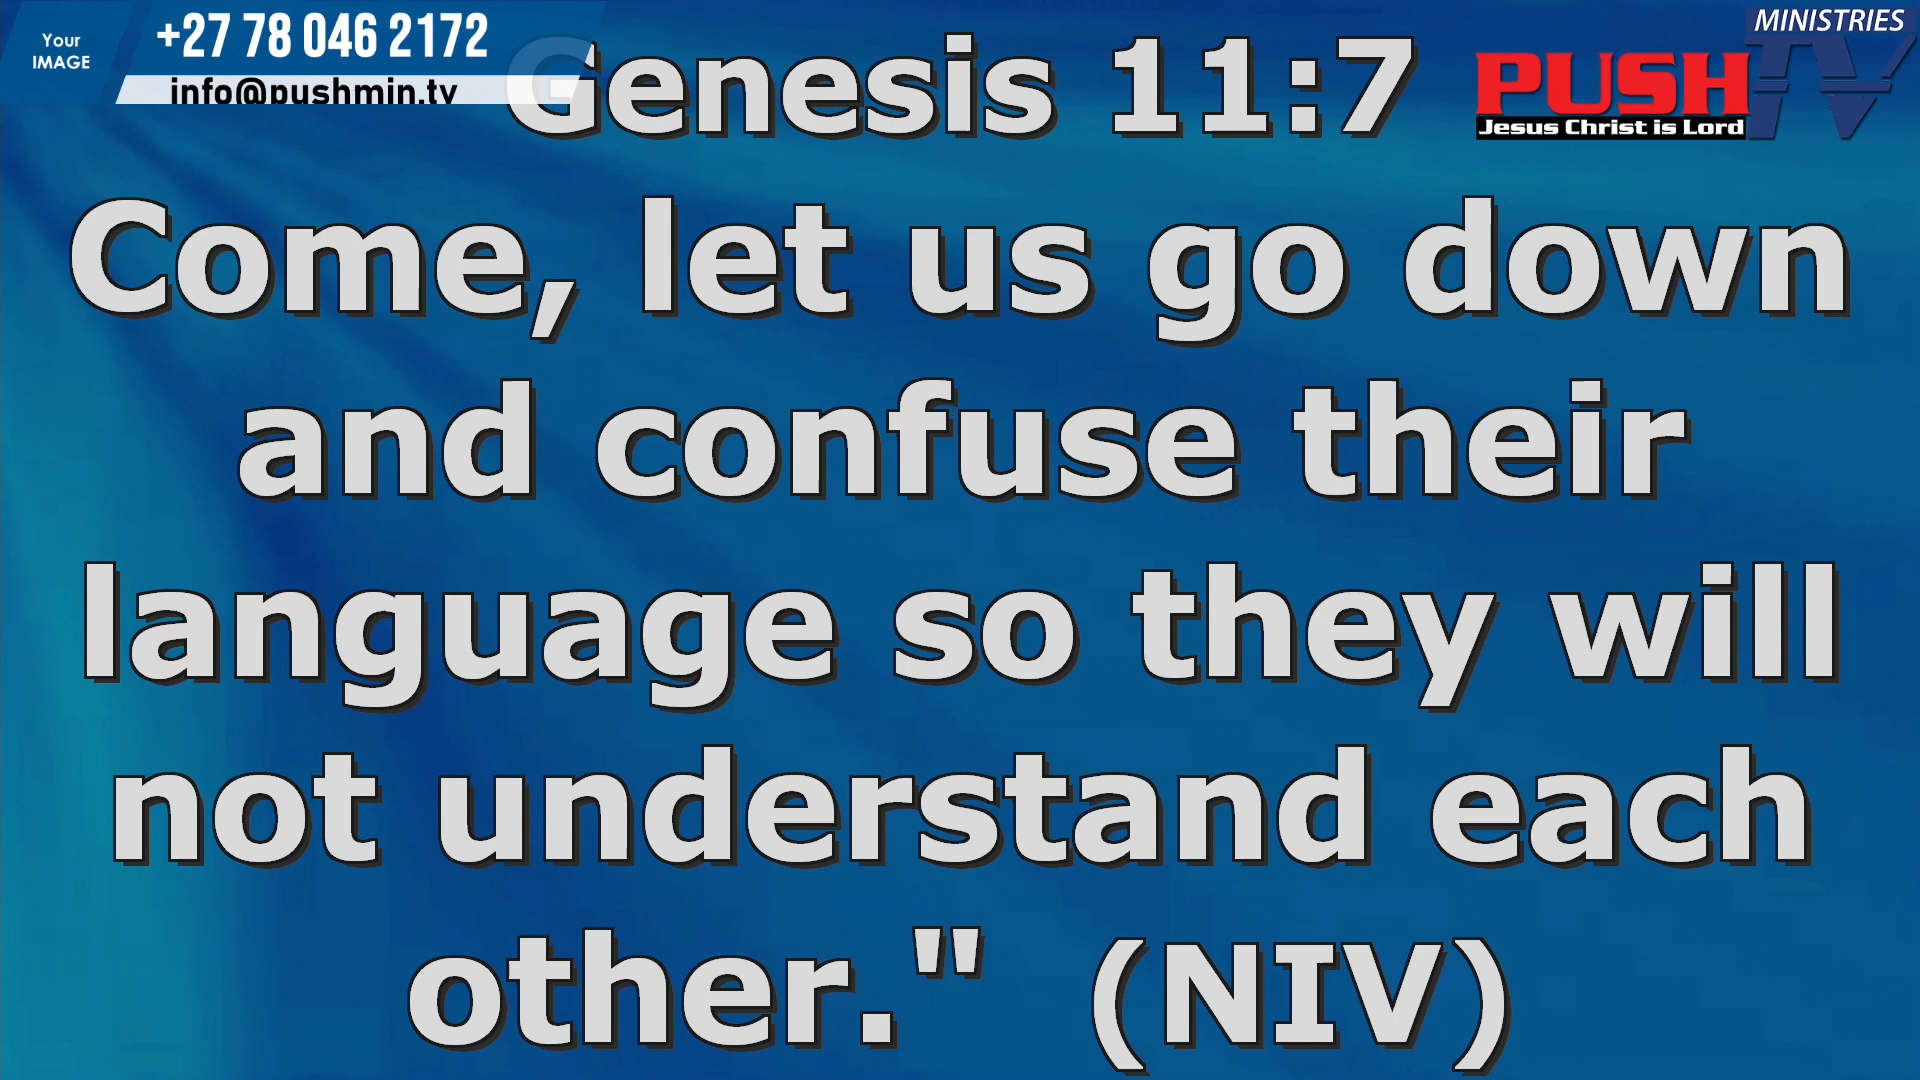 Your
IMAGE
+27 78 046 2172
info@pushmin.tv
MINISTRIES
PUSH TV
Jesus Christ is Lord
Genesis 11:7
Come, let us go down
and confuse their
language so they will
not understand each
other." (NIV)